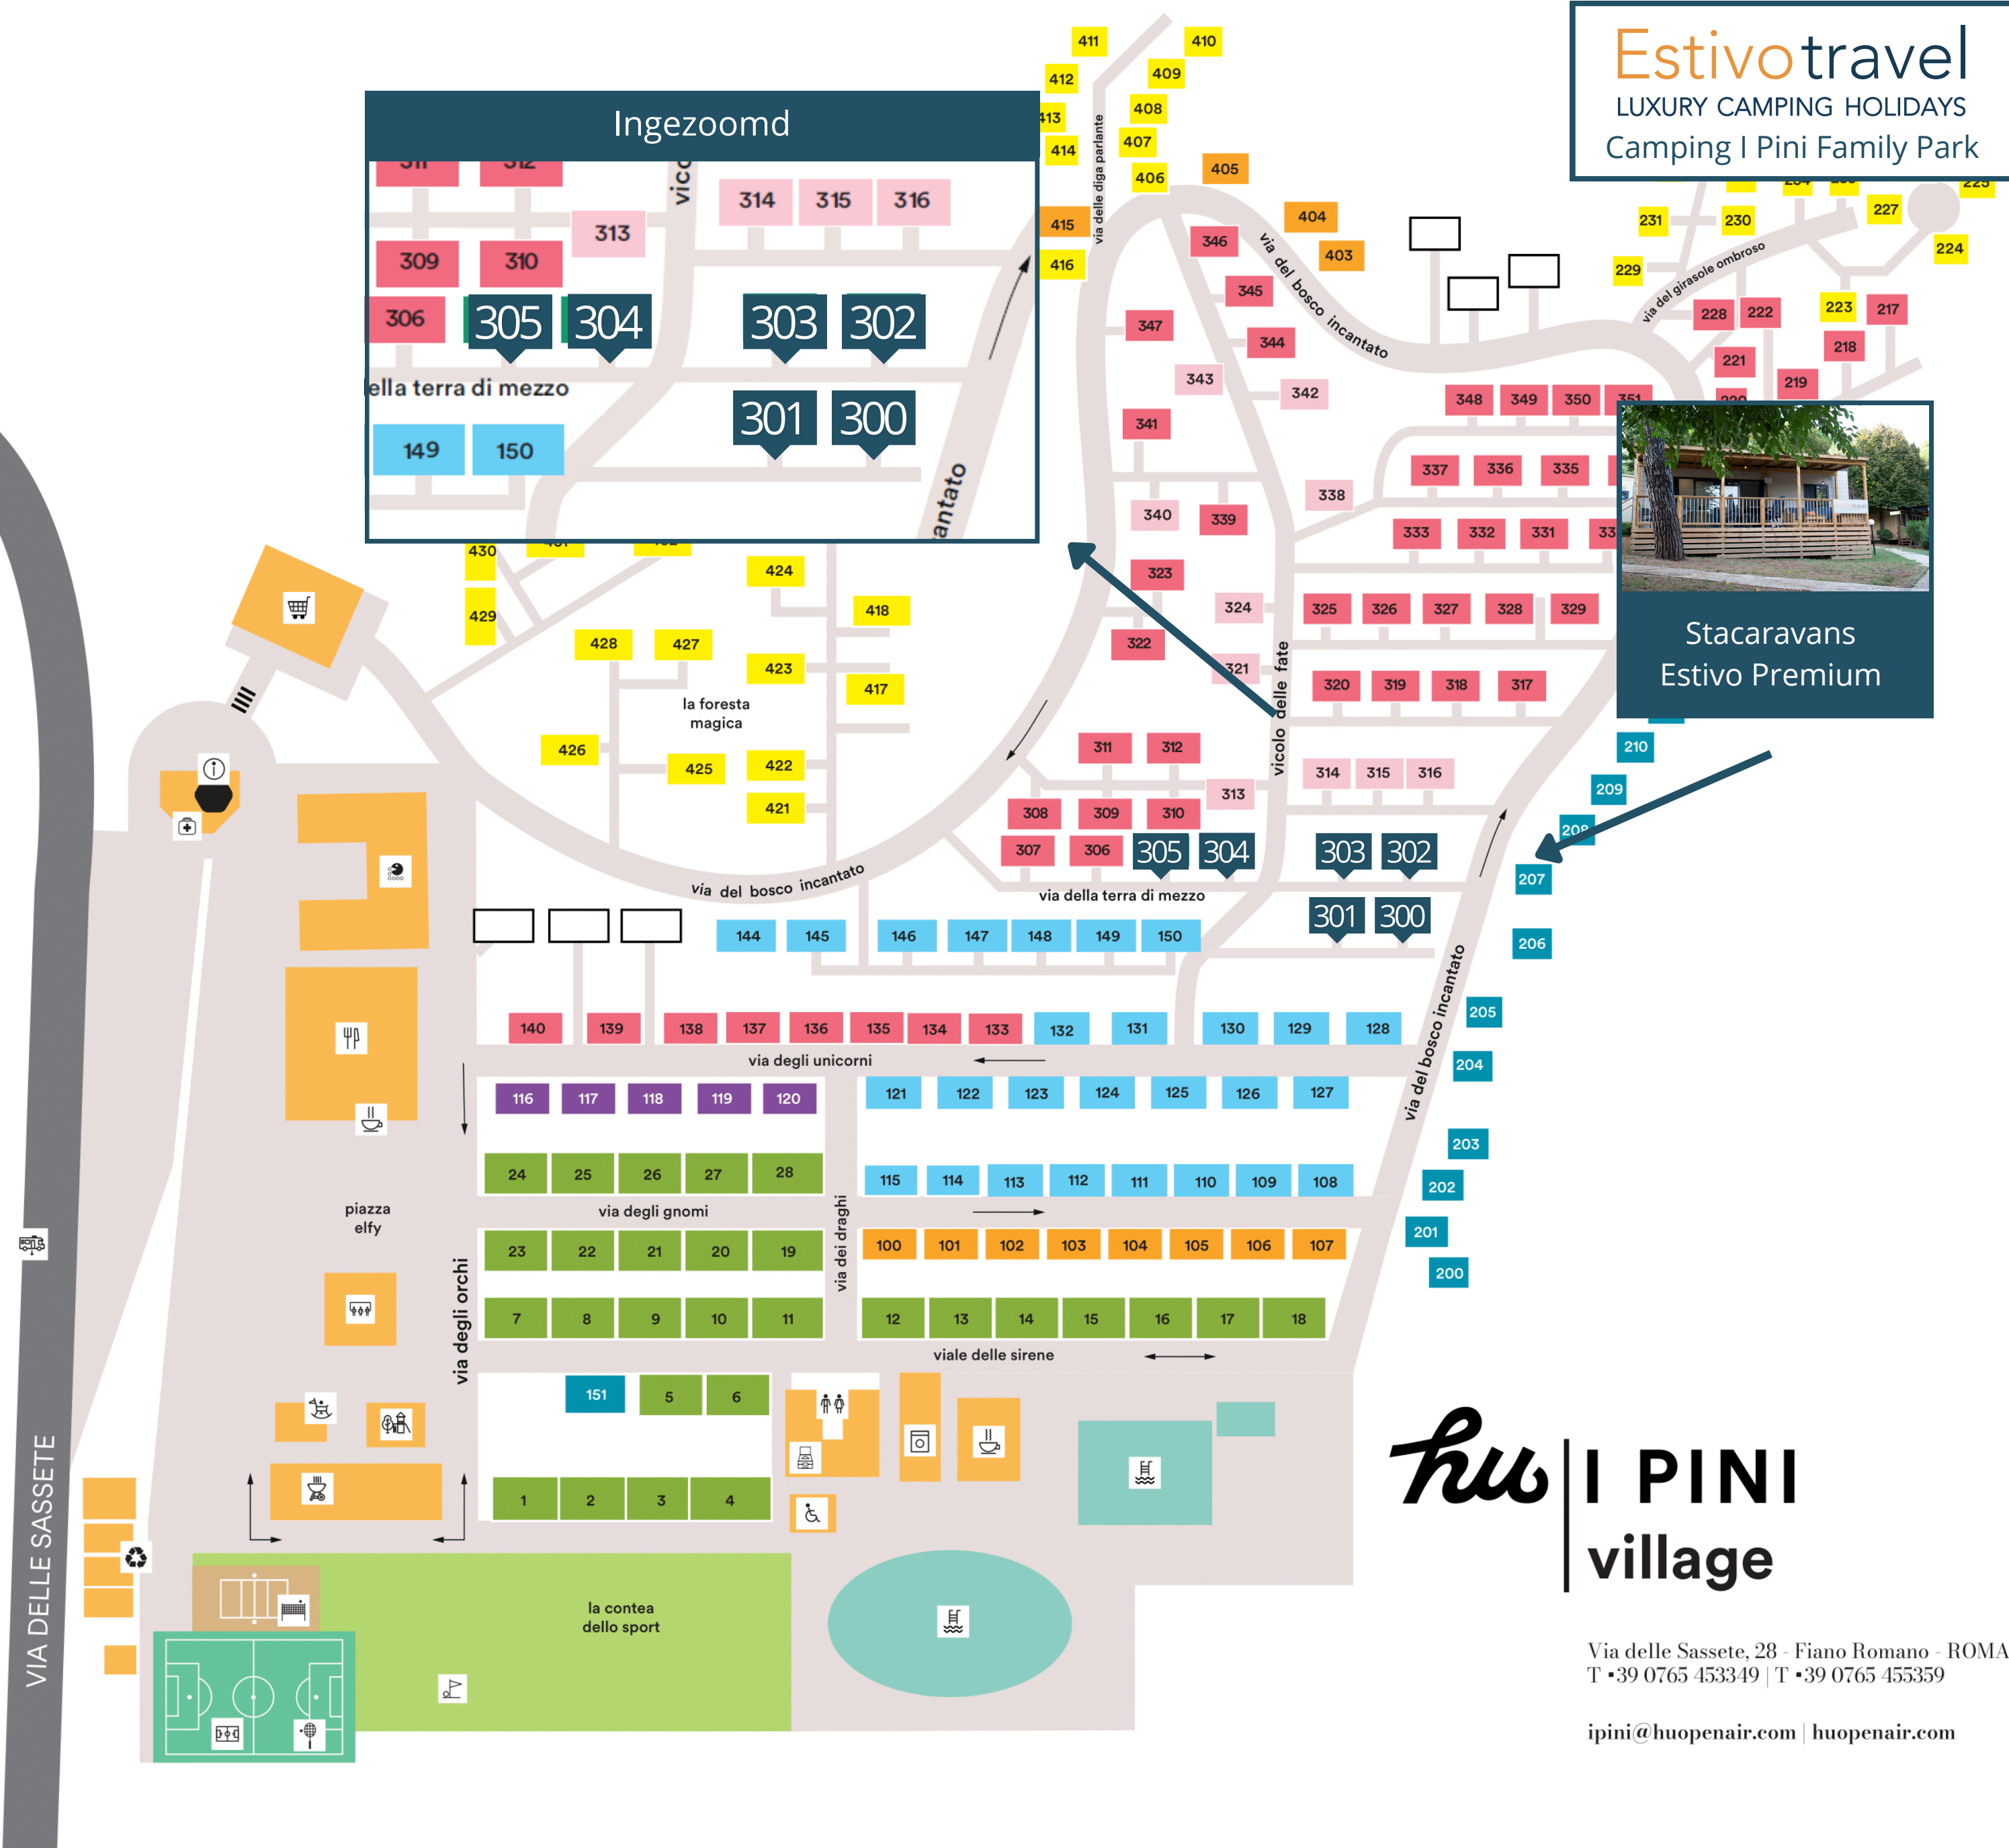 Estivotravel
LUXURY CAMPING HOLIDAYS
Camping I Pini Family Park
Ingezoomd
312
vico
314 315 316
313
309 310
306 305 304 303 302
ella terra di mezzo
301 300
149 150
antato
411 410
412 409
413 408
414 407
406
via delle diga parlante
405
415 404
416 403
346
via del bosco incantato
345
347 344
343 342
341
340 339
338
323
324
322
321
vicolo delle fate
231 230 227 225
229 224
via del girasole ombroso
228 222 223 217
221 218
219
220
348 349 350 351
337 336 335
333 332 331 33
325 326 327 328 329
320 319 318 317
Stacaravans
Estivo Premium
430
429
424
418
428 427
423
417
la foresta
magica
426
425 422
421
311 312
313
314 315 316
308 309 310
307 306 305 304 303 302
via della terra di mezzo
301 300
via del bosco incantato
144 145 146 147 148 149 150
210
209
208
207
206
205
204
203
202
201
200
via del bosco incantato
140 139 138 137 136 135 134 133 132 131 130 129 128
via degli unicorni
116 117 118 119 120 121 122 123 124 125 126 127
24 25 26 27 28 115 114 113 112 111 110 109 108
via degli gnomi
piazza
elfy
via dei draghi
23 22 21 20 19 100 101 102 103 104 105 106 107
via degli orchi
7 8 9 10 11 12 13 14 15 16 17 18
viale delle sirene
151 5 6
1 2 3 4
la contea
dello sport
VIA DELLE SASSETE
hu I PINI
village
Via delle Sassete, 28 - Fiano Romano - ROMA
T +39 0765 453349 | T +39 0765 455359
ipini@huopenair.com | huopenair.com